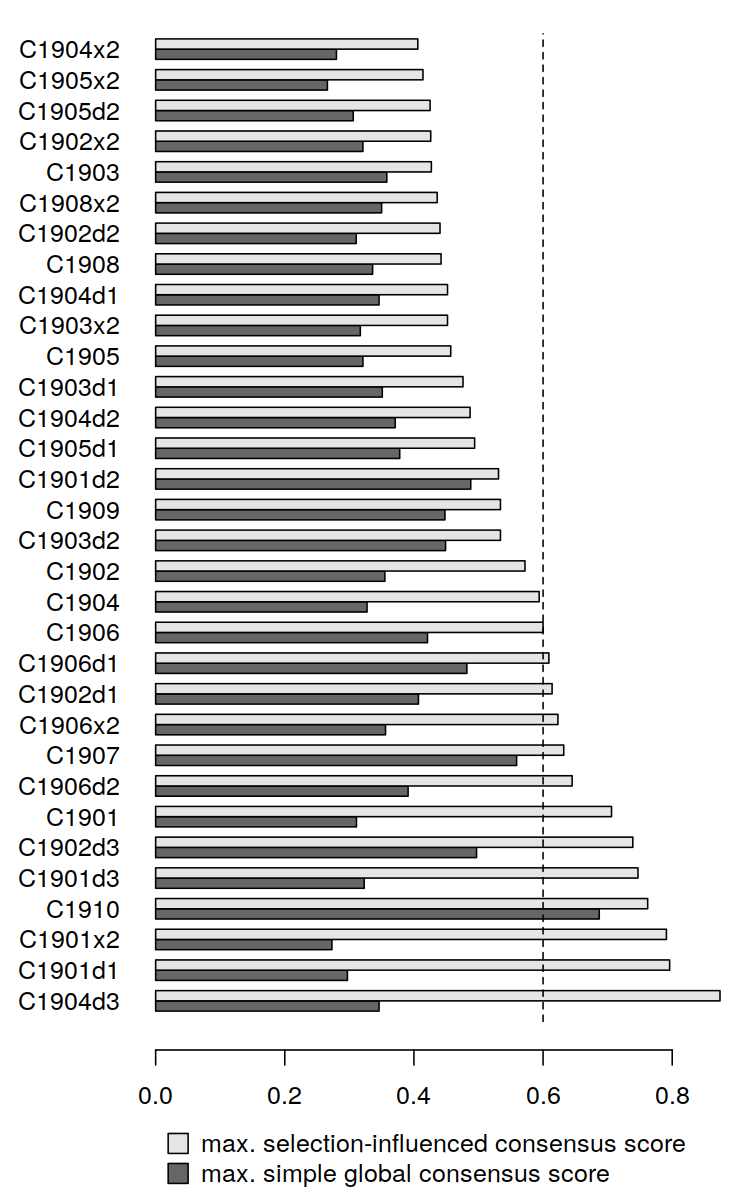 C1904x2
C1905x2
C1905d2
C1902x2
C1903
C1908x2
C1902d2
C1908
C1904d1
C1903x2
C1905
C1903d1
C1904d2
C1905d1
C1901d2
C1909
C1903d2
C1902
C1904
C1906
C1906d1
C1902d1
C1906x2
C1907
C1906d2
C1901
C1902d3
C1901d3
C1910
C1901x2
C1901d1
C1904d3
0.0 0.2 0.4 0.6 0.8
max. selection-influenced consensus score
max. simple global consensus score